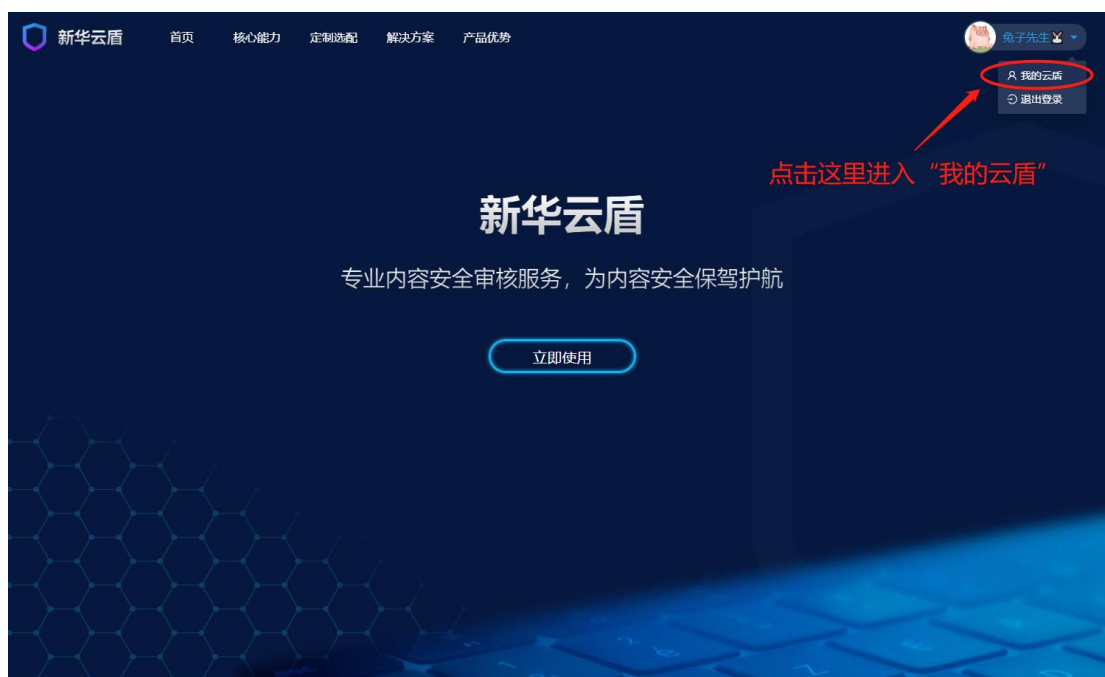 新华云盾 首页 核心能力 定制选配 解决方案 产品优势 兔子先生
我的云盾
退出登录
点击这里进入“我的云盾”
新华云盾
专业内容安全审核服务，为内容安全保驾护航
立即使用